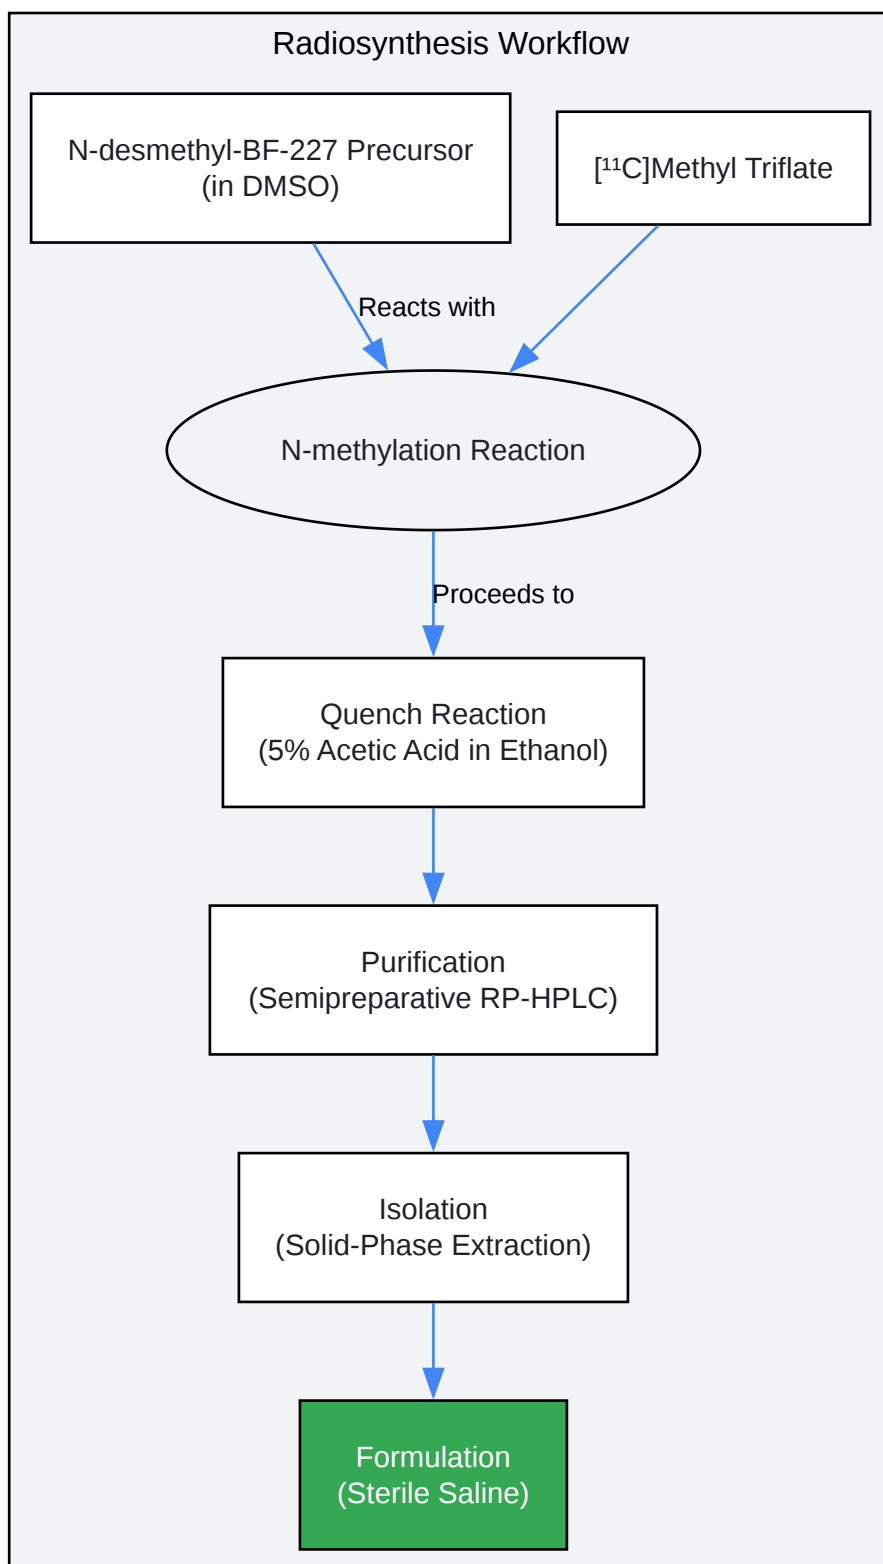 Radiosynthesis Workflow
N-desmethyl-BF-227 Precursor
(in DMSO)
[¹¹C]Methyl Triflate
Reacts with
N-methylation Reaction
Proceeds to
Quench Reaction
(5% Acetic Acid in Ethanol)
Purification
(Semipreparative RP-HPLC)
Isolation
(Solid-Phase Extraction)
Formulation
(Sterile Saline)